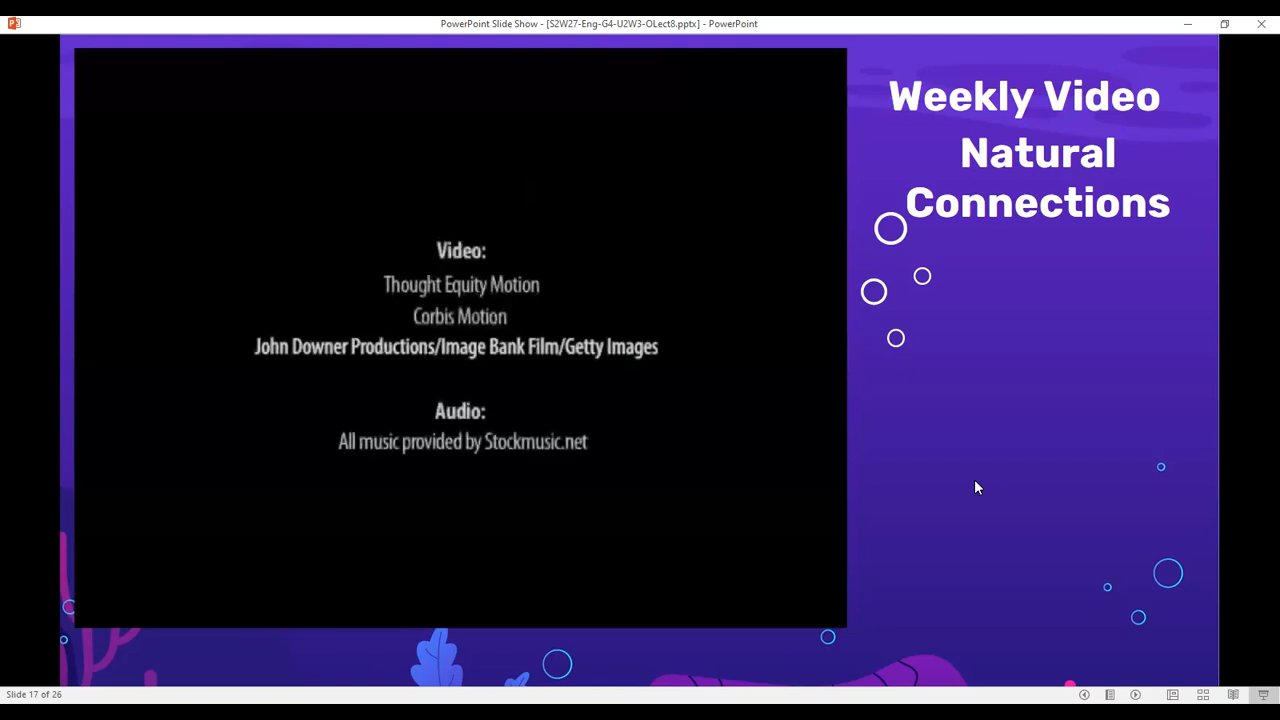 PowerPoint Slide Show - [S2W27-Eng-G4-U2W3-OLect8.pptx] - PowerPoint
Weekly Video
Natural
Connections
Video:
Thought Equity Motion
Corbis Motion
John Downer Productions/Image Bank Film/Getty Images
Audio:
All music provided by Stockmusic.net
Slide 17 of 26